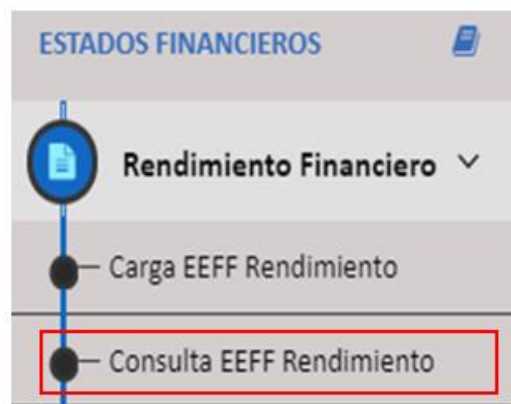 ESTADOS FINANCIEROS
Rendimiento Financiero
Carga EEFF Rendimiento
Consulta EEFF Rendimiento